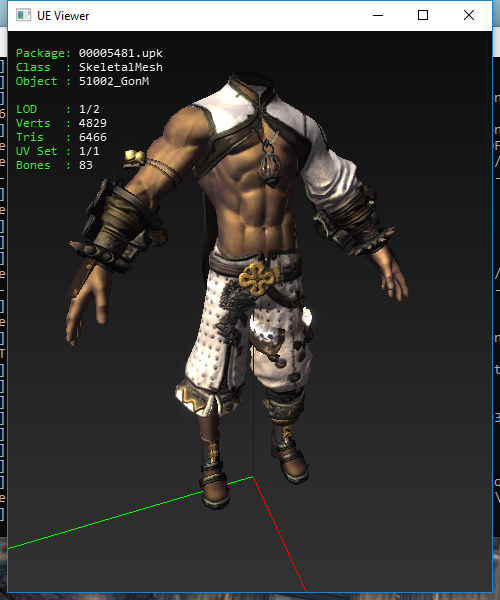 UE Viewer
Package: 00005481.upk
Class : SkeletalMesh
Object : 51002_GonM
LOD : 1/2
Verts : 4829
Tris : 6466
UV Set : 1/1
Bones : 83